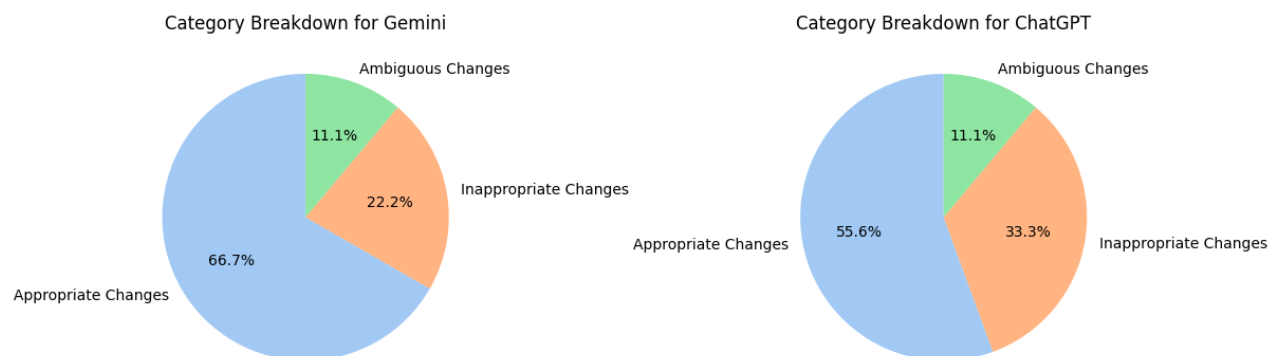 Category Breakdown for Gemini
Ambiguous Changes
11.1%
Inappropriate Changes
22.2%
66.7%
Appropriate Changes
Category Breakdown for ChatGPT
Ambiguous Changes
11.1%
55.6%
33.3%
Appropriate Changes
Inappropriate Changes